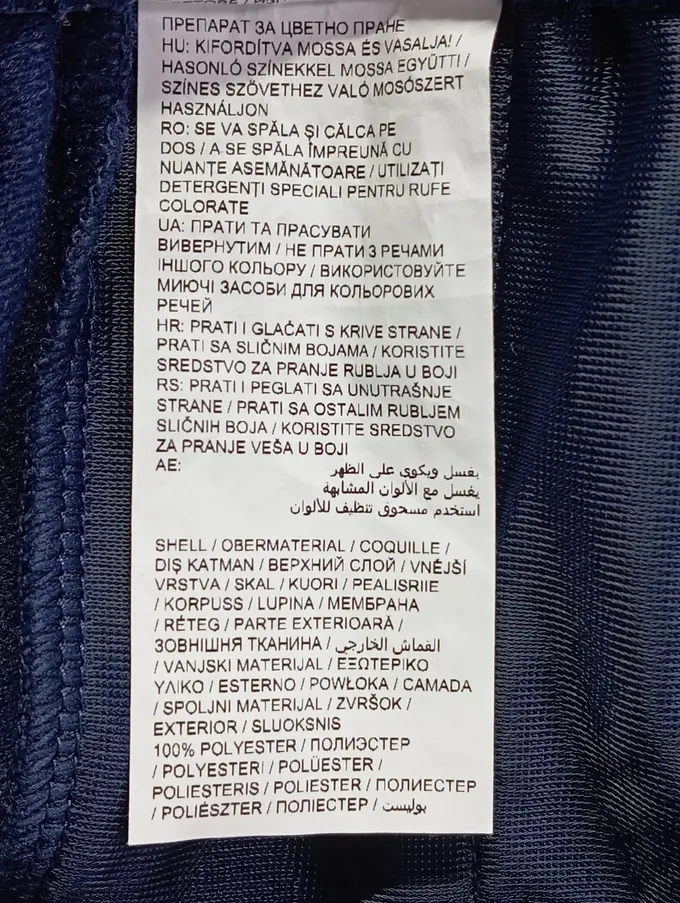 ПРЕПАРАТ ЗА ЦВЕТНО ПРАНЕ
HU: KIFORDÍTVA MOSSA ÉS VASALJA! /
HASONLÓ SZÍNEKKEL MOSSA EGYÜTT! /
SZÍNES SZÖVETHEZ VALÓ MOSÓSZERT
HASZNÁLJON
RO: SE VA SPĂLA ȘI CĂLCA PE
DOS / A SE SPĂLA ÎMPREUNĂ CU
NUANȚE ASEMĂNĂTOARE / UTILIZAȚI
DETERGENȚI SPECIALI PENTRU RUFE
COLORATE
UA: ПРАТИ ТА ПРАСУВАТИ
ВИВЕРНУТИМ / НЕ ПРАТИ З РЕЧАМИ
ІНШОГО КОЛЬОРУ / ВИКОРИСТОВУЙТЕ
МИЮЧІ ЗАСОБИ ДЛЯ КОЛЬОРОВИХ
РЕЧЕЙ
HR: PRATI I GLAČATI S KRIVE STRANE /
PRATI SA SLIČNIM BOJAMA / KORISTITE
SREDSTVO ZA PRANJE RUBLJA U BOJI
RS: PRATI I PEGLATI SA UNUTRAŠNJE
STRANE / PRATI SA OSTALIM RUBLJEM
SLIČNIH BOJA / KORISTITE SREDSTVO
ZA PRANJE VEŠA U BOJI
AE: يغسل ويكوى على الظهر
يغسل مع الألوان المشابهة
استخدم مسحوق تنظيف للألوان
SHELL / OBERMATERIAL / COQUILLE /
DIŞ KATMAN / ВЕРХНИЙ СЛОЙ / VNĚJŠÍ
VRSTVA / SKAL / KUORI / PEALISRIIE
/ KORPUSS / LUPINA / МЕМБРАНА
/ RÉTEG / PARTE EXTERIOARĂ /
ЗОВНІШНЯ ТКАНИНА / القماش الخارجي
/ VANJSKI MATERIJAL / ΕΞΩΤΕΡΙΚΟ
ΥΛΙΚΟ / ESTERNO / POWŁOKA / CAMADA
/ SPOLJNI MATERIJAL / ZVRŠOK /
EXTERIOR / SLUOKSNIS
100% POLYESTER / ПОЛИЭСТЕР
/ POLYESTERI / POLÜESTER /
POLIESTERIS / POLIESTER / ПОЛИЕСТЕР
/ POLIÉSZTER / ПОЛІЕСТЕР / بوليستر